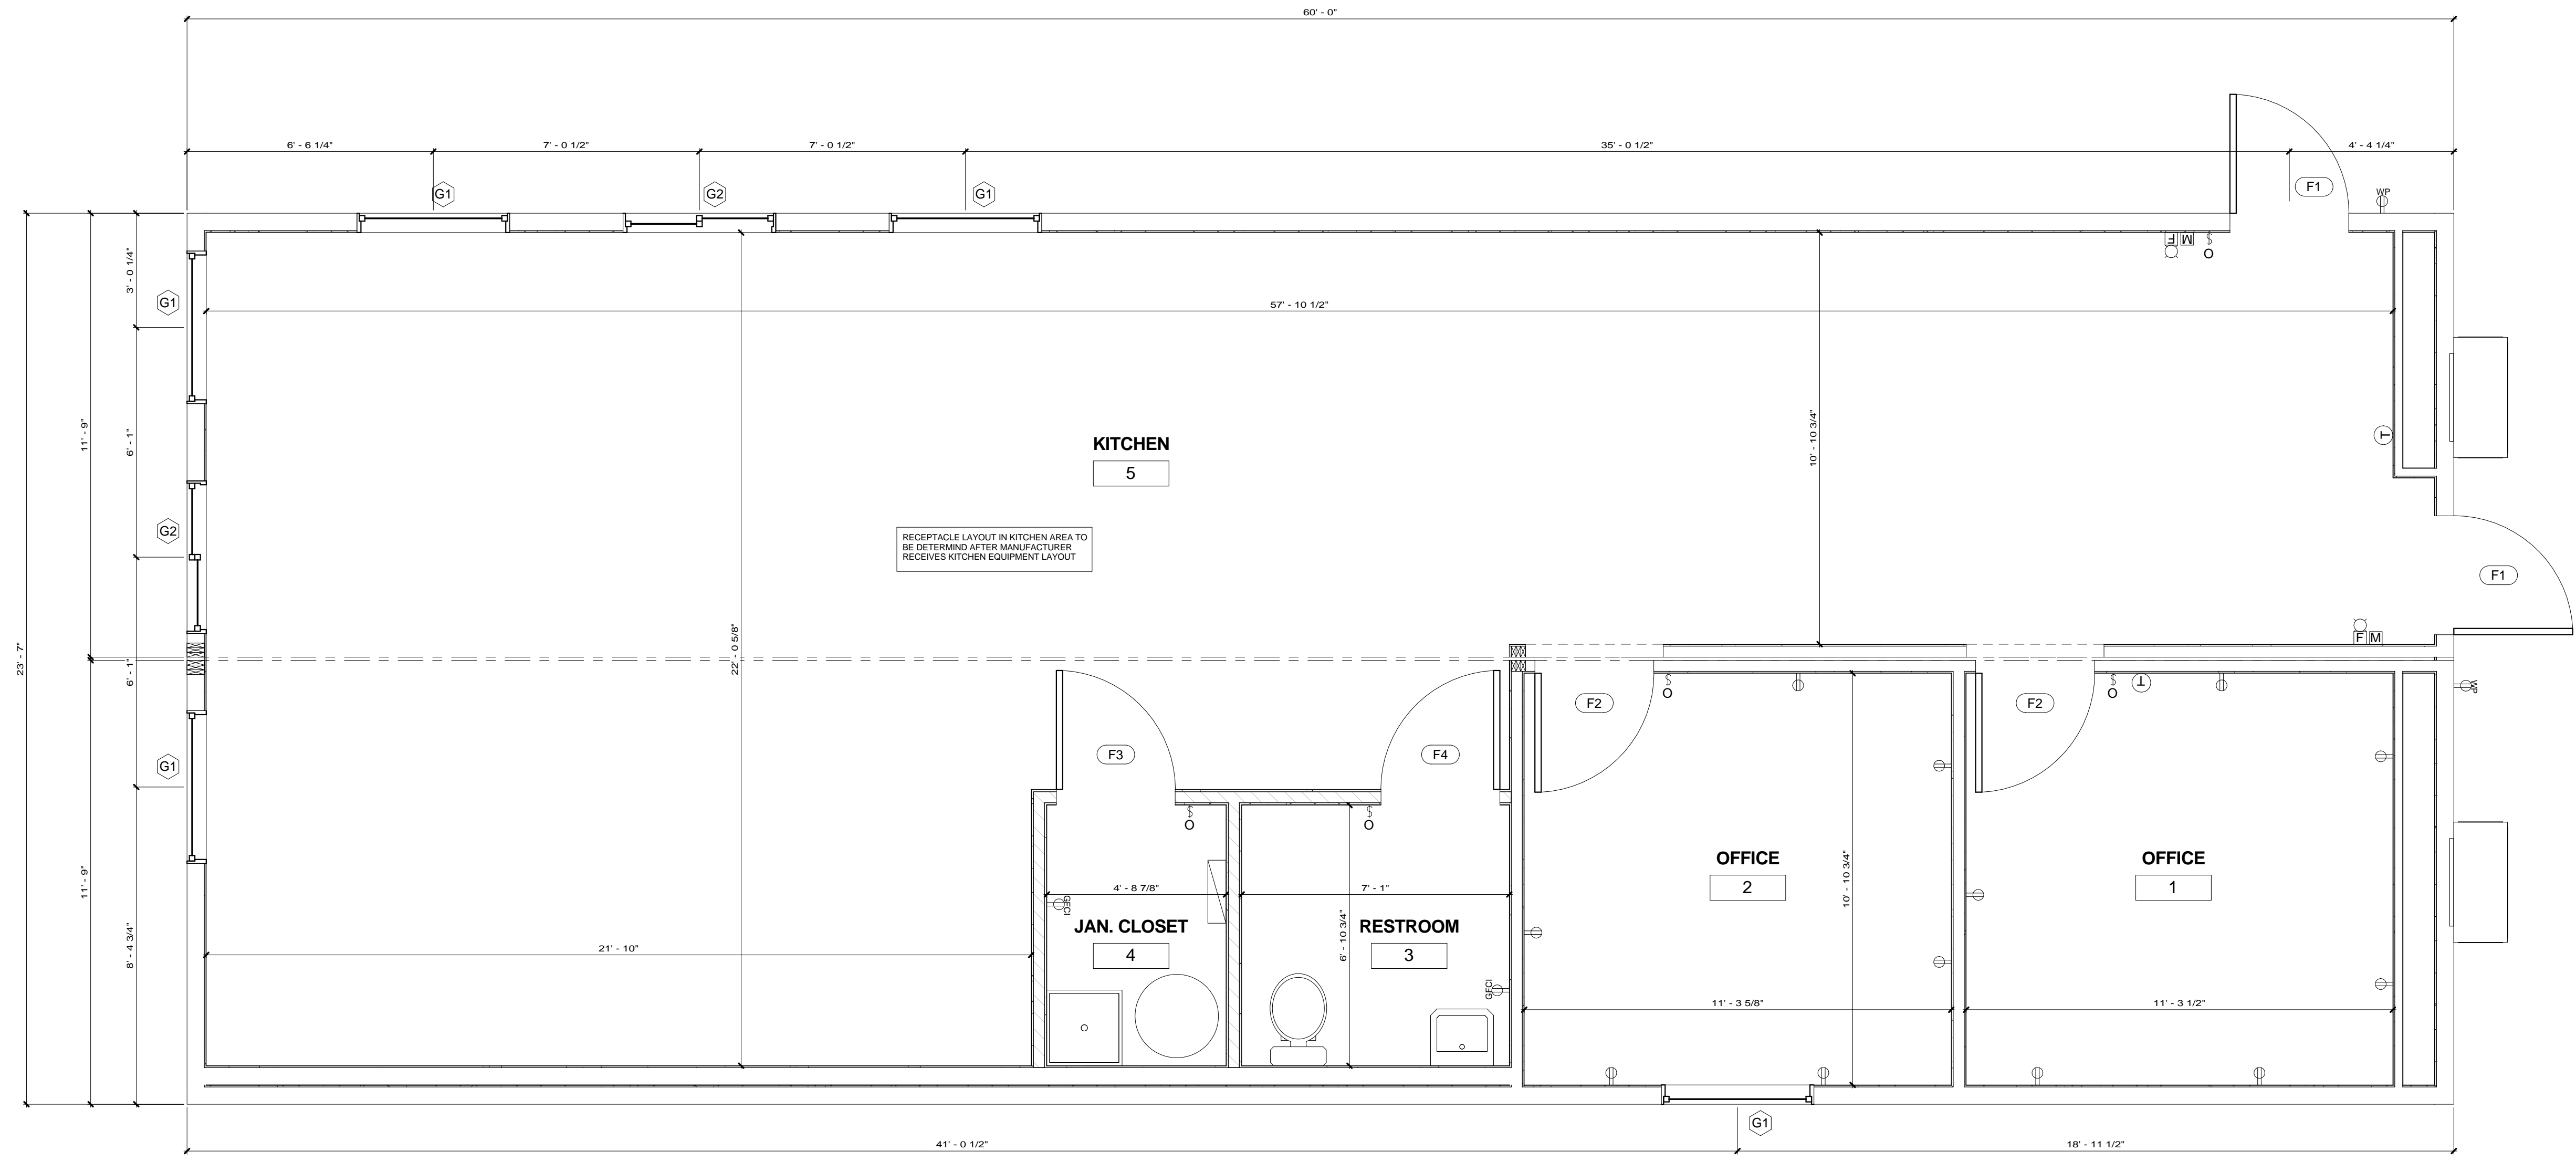 60' - 0"
6' - 6 1/4"
7' - 0 1/2"
7' - 0 1/2"
35' - 0 1/2"
4' - 4 1/4"
G1
G2
G1
F1
WP
F M
$
O
3' - 0 1/4"
G1
57' - 10 1/2"
11' - 9"
6' - 1"
10' - 10 3/4"
T
KITCHEN
5
G2
RECEPTACLE LAYOUT IN KITCHEN AREA TO
BE DETERMIND AFTER MANUFACTURER
RECEIVES KITCHEN EQUIPMENT LAYOUT
F1
F M
23' - 7"
6' - 1"
22' - 0 5/8"
$
O
$
O
T
WP
F2
F2
G1
F3
F4
$
O
$
O
OFFICE
2
10' - 10 3/4"
OFFICE
1
11' - 9"
8' - 4 3/4"
4' - 8 7/8"
7' - 1"
GFCI
JAN. CLOSET
4
RESTROOM
3
6' - 10 3/4"
21' - 10"
GFCI
11' - 3 5/8"
11' - 3 1/2"
G1
41' - 0 1/2"
18' - 11 1/2"